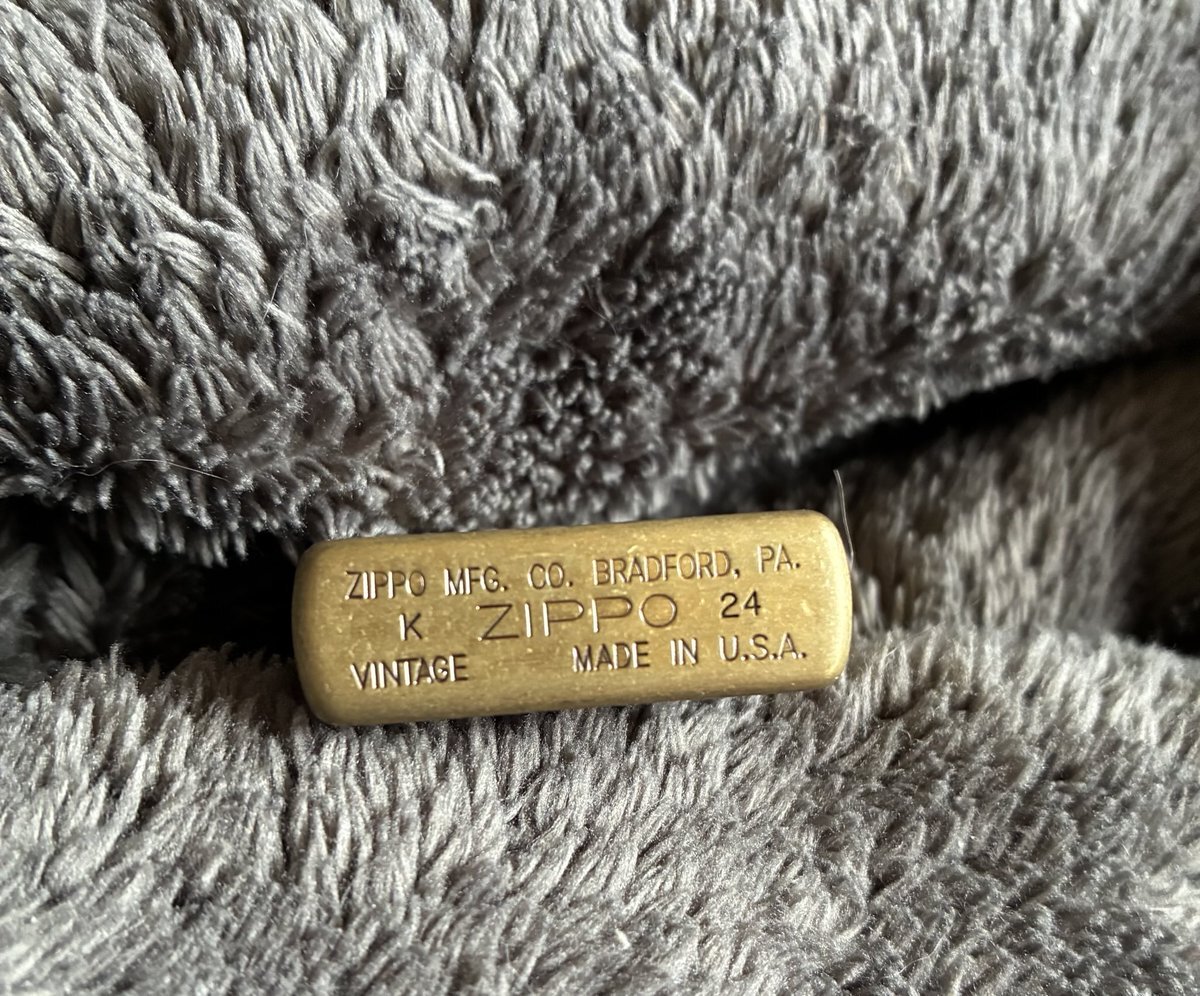 ZIPPO MFG. CO. BRADFORD, PA.
K ZIPPO 24
VINTAGE MADE IN U.S.A.